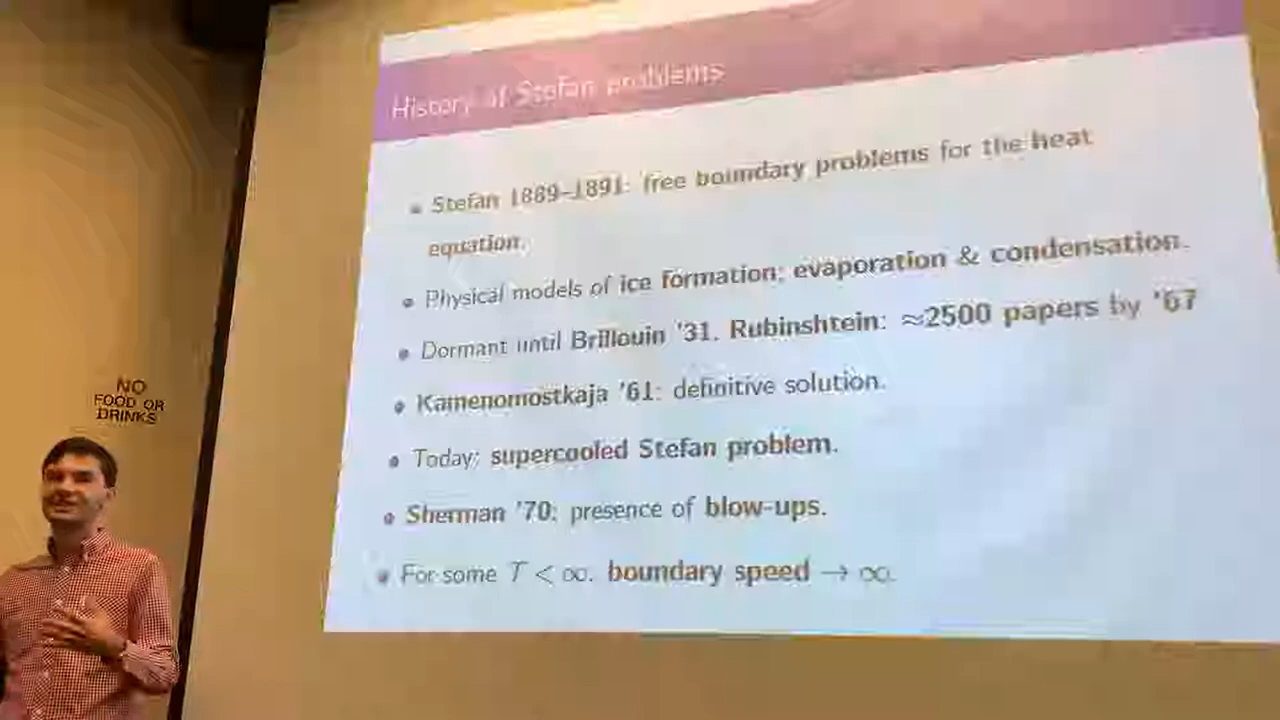 History of Stefan problems
Stefan 1889–1891: free boundary problems for the heat
equation.
Physical models of ice formation; evaporation & condensation.
Dormant until Brillouin '31. Rubinshtein: ≈2500 papers by '67
Kamenomostkaja '61: definitive solution.
Today: supercooled Stefan problem.
Sherman '70: presence of blow-ups.
For some T < ∞, boundary speed → ∞.
NO
FOOD OR
DRINKS